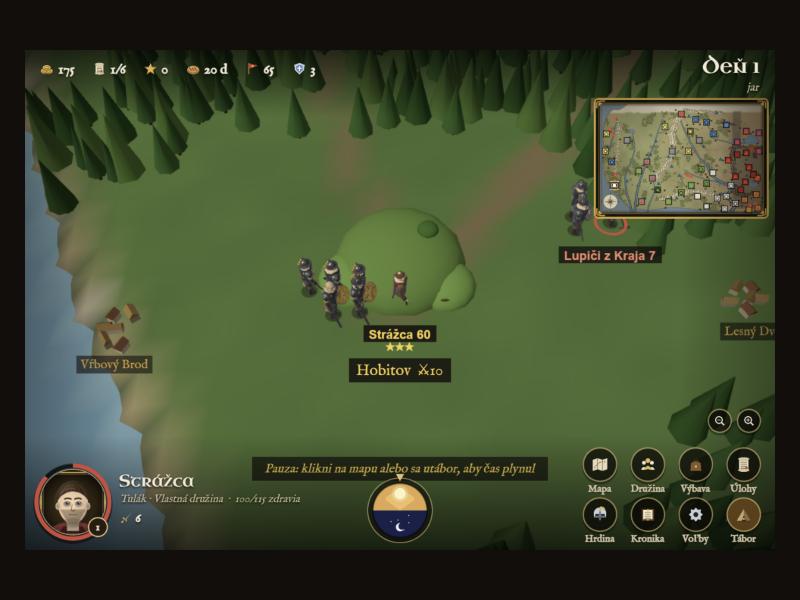 175 1/6 0 20 d 65 3
Deň 1
jar
Lupiči z Kraja 7
Strážca 60
Hobitov ⚔10
Vŕbový Brod
Lesný Dv
Pauza: klikni na mapu alebo sa utábor, aby čas plynul
Strážca
Tulák · Vlastná družina · 100/115 zdravia
6
1
Mapa Družina Výbava Úlohy
Hrdina Kronika Voľby Tábor